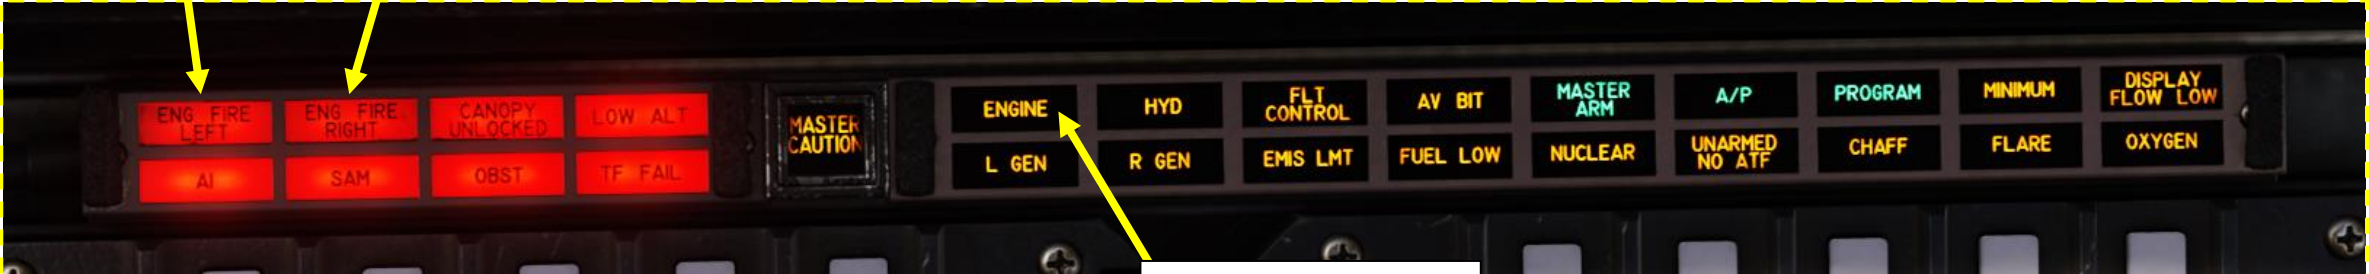 ENG FIRE
LEFT
ENG FIRE
RIGHT
CANOPY
UNLOCKED
LOW ALT
AI
SAM
OBST
TF FAIL
MASTER
CAUTION
ENGINE
HYD
FLT
CONTROL
AV BIT
MASTER
ARM
A/P
PROGRAM
MINIMUM
DISPLAY
FLOW LOW
L GEN
R GEN
EMIS LMT
FUEL LOW
NUCLEAR
UNARMED
NO ATF
CHAFF
FLARE
OXYGEN